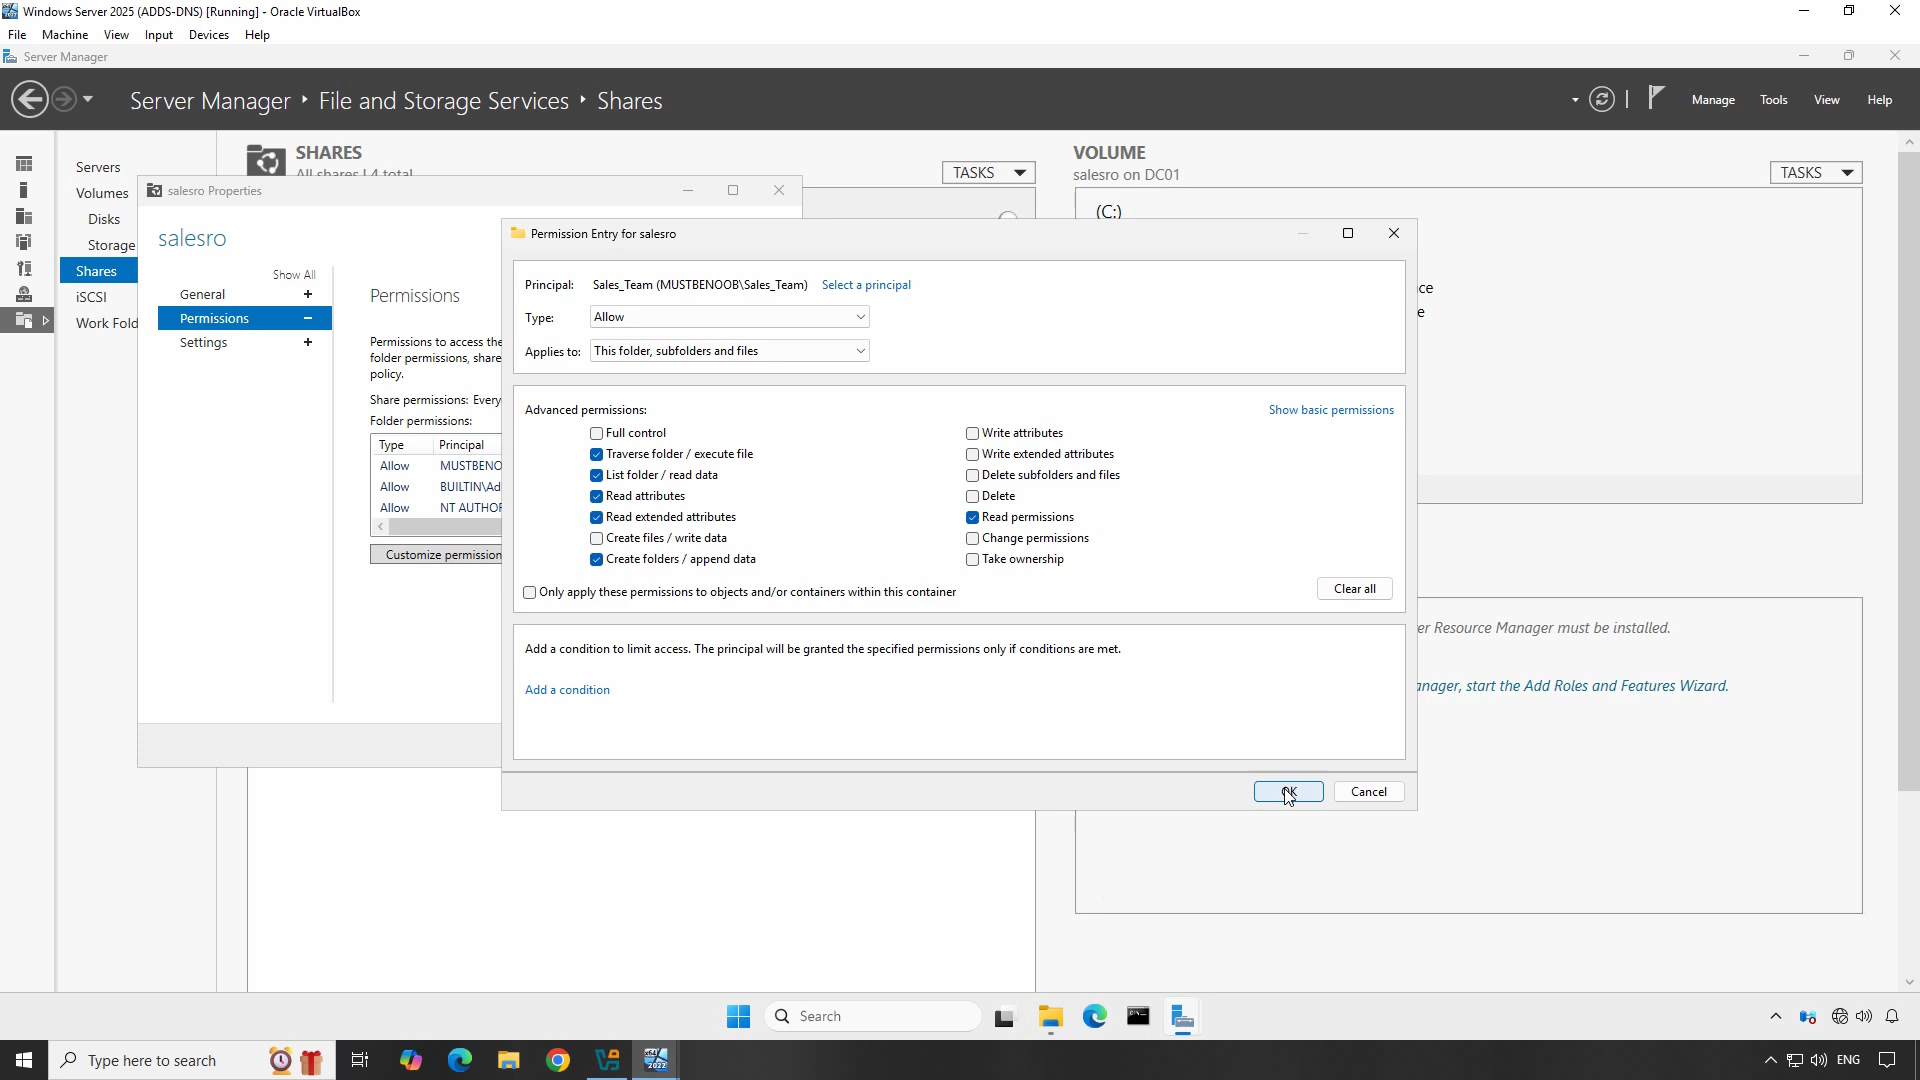 Windows Server 2025 (ADDS-DNS) [Running] - Oracle VirtualBox
File Machine View Input Devices Help
Server Manager
Server Manager File and Storage Services Shares
Manage Tools View Help
Servers
Volumes
Disks
Storage
Shares
iSCSI
Work Fold
SHARES
All shares | 4 total
TASKS
VOLUME
salesro on DC01
TASKS
(C:)
salesro Properties
salesro
Show All
General +
Permissions −
Settings +
Permissions
Permissions to access the
folder permissions, share
policy.
Share permissions: Every
Folder permissions:
Type Principal
Allow MUSTBENO
Allow BUILTIN\Ad
Allow NT AUTHOR
Customize permission
Permission Entry for salesro
Principal: Sales_Team (MUSTBENOOB\Sales_Team) Select a principal
Type: Allow
Applies to: This folder, subfolders and files
Advanced permissions: Show basic permissions
Full control
Traverse folder / execute file
List folder / read data
Read attributes
Read extended attributes
Create files / write data
Create folders / append data
Write attributes
Write extended attributes
Delete subfolders and files
Delete
Read permissions
Change permissions
Take ownership
Only apply these permissions to objects and/or containers within this container
Clear all
Add a condition to limit access. The principal will be granted the specified permissions only if conditions are met.
Add a condition
OK Cancel
ce
e
er Resource Manager must be installed.
anager, start the Add Roles and Features Wizard.
Search
Type here to search
x64
2022
ENG